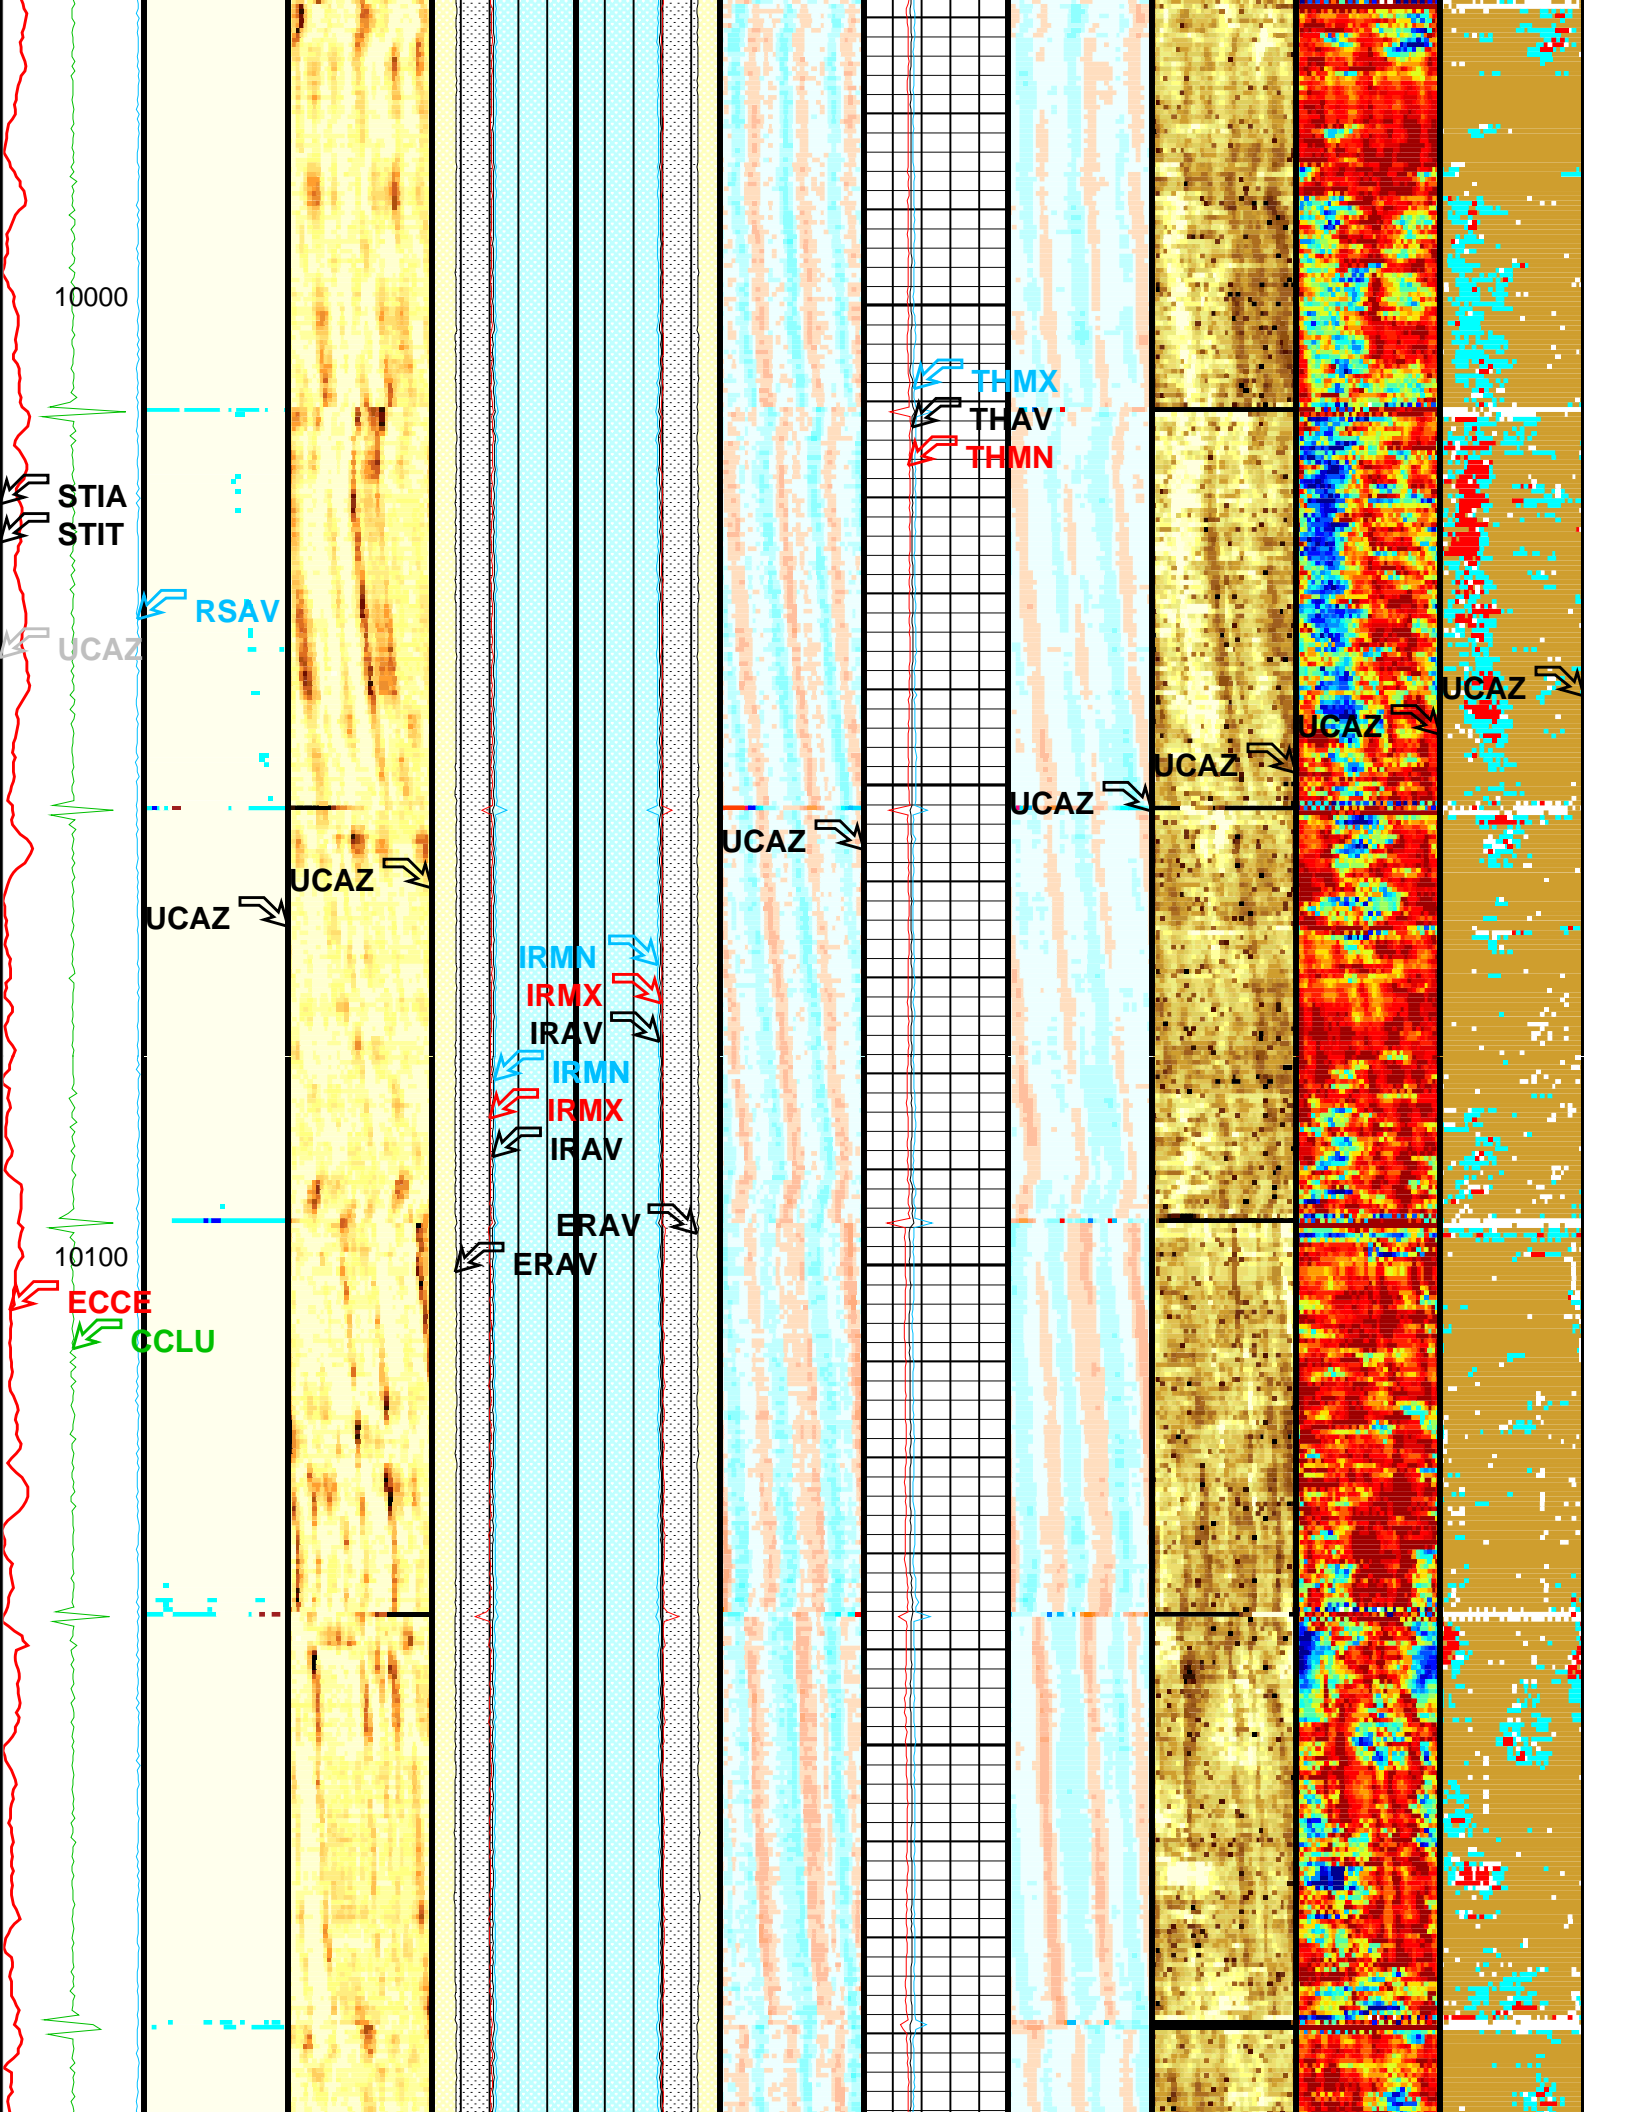 10000
THMX
THAV
THMN
STIA
STIT
RSAV
UCAZ
UCAZ
UCAZ
UCAZ
UCAZ
UCAZ
UCAZ
UCAZ
IRMN
IRMX
IRAV
IRMN
IRMX
IRAV
ERAV
10100
ERAV
ECCE
CCLU